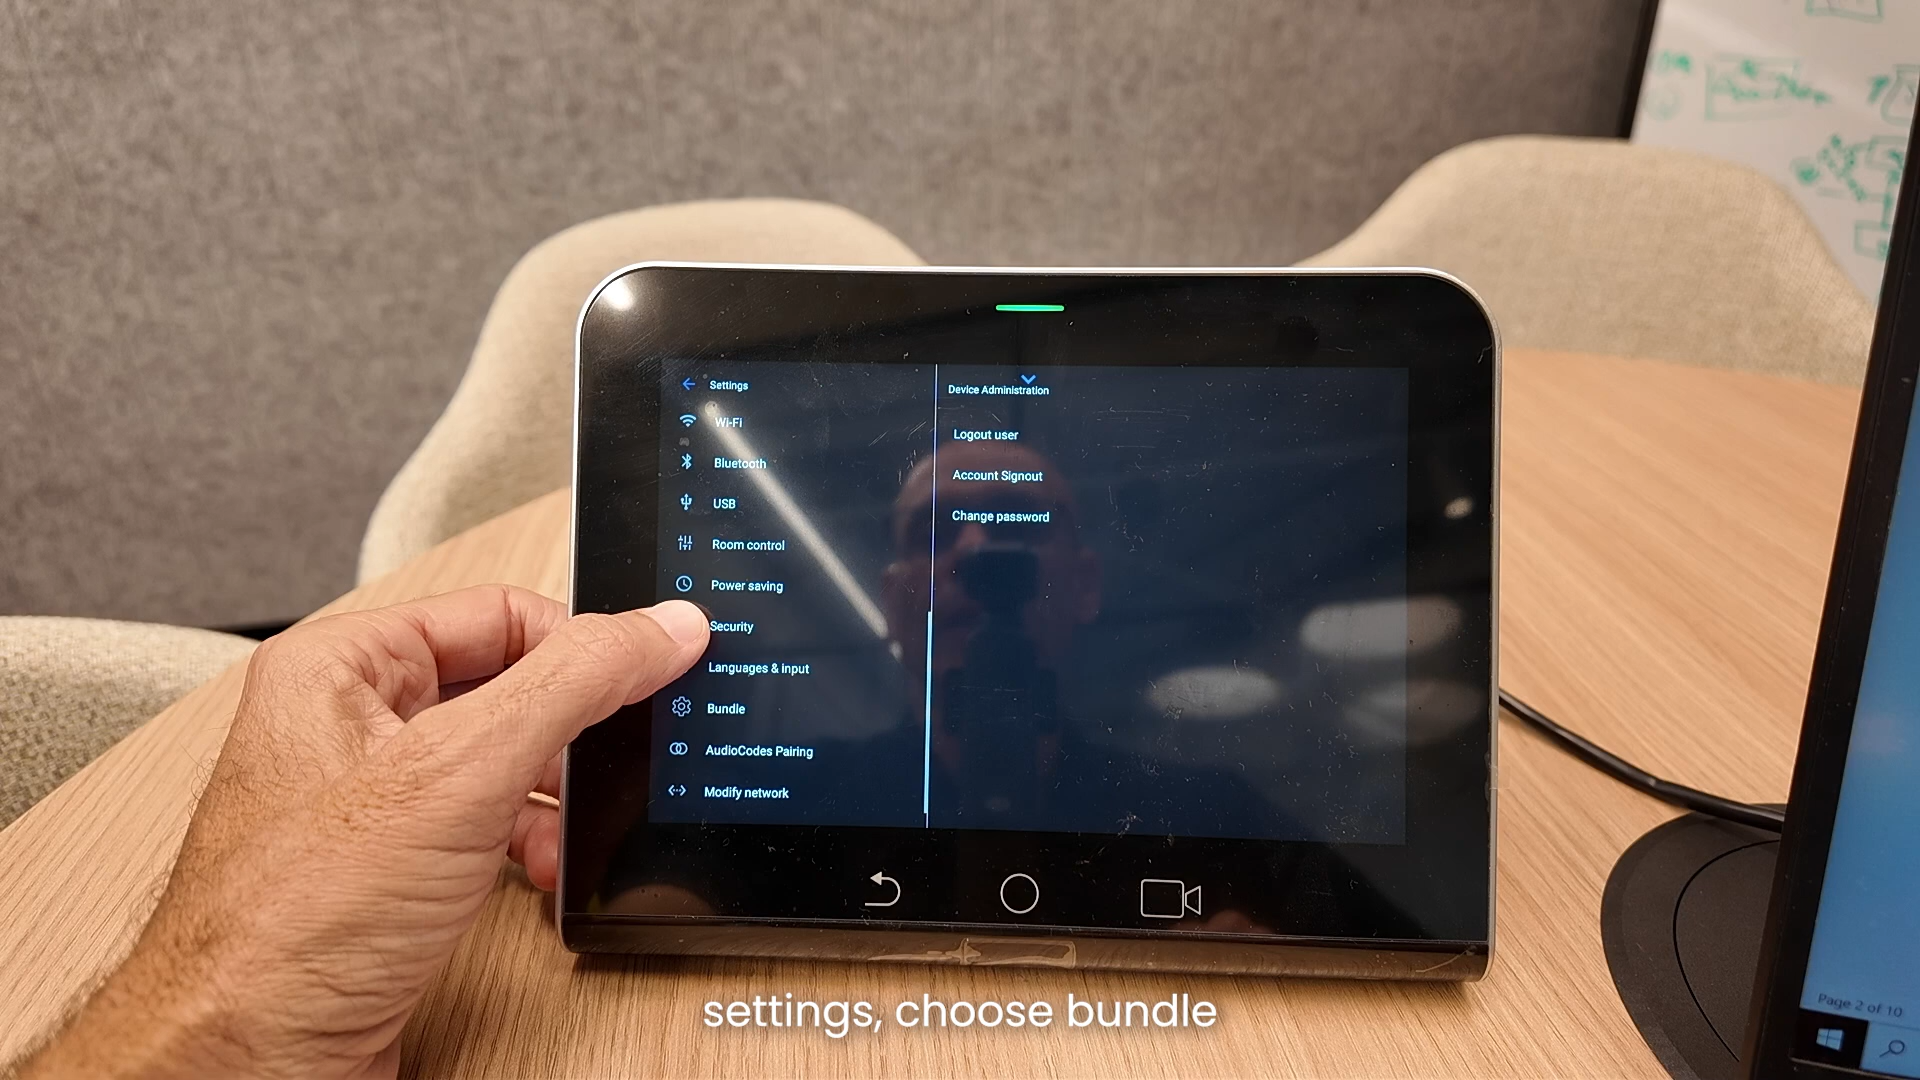 Settings
Wi-Fi
Bluetooth
USB
Room control
Power saving
Security
Languages & input
Bundle
AudioCodes Pairing
Modify network
Device Administration
Logout user
Account Signout
Change password
Page 2 of 10
settings, choose bundle